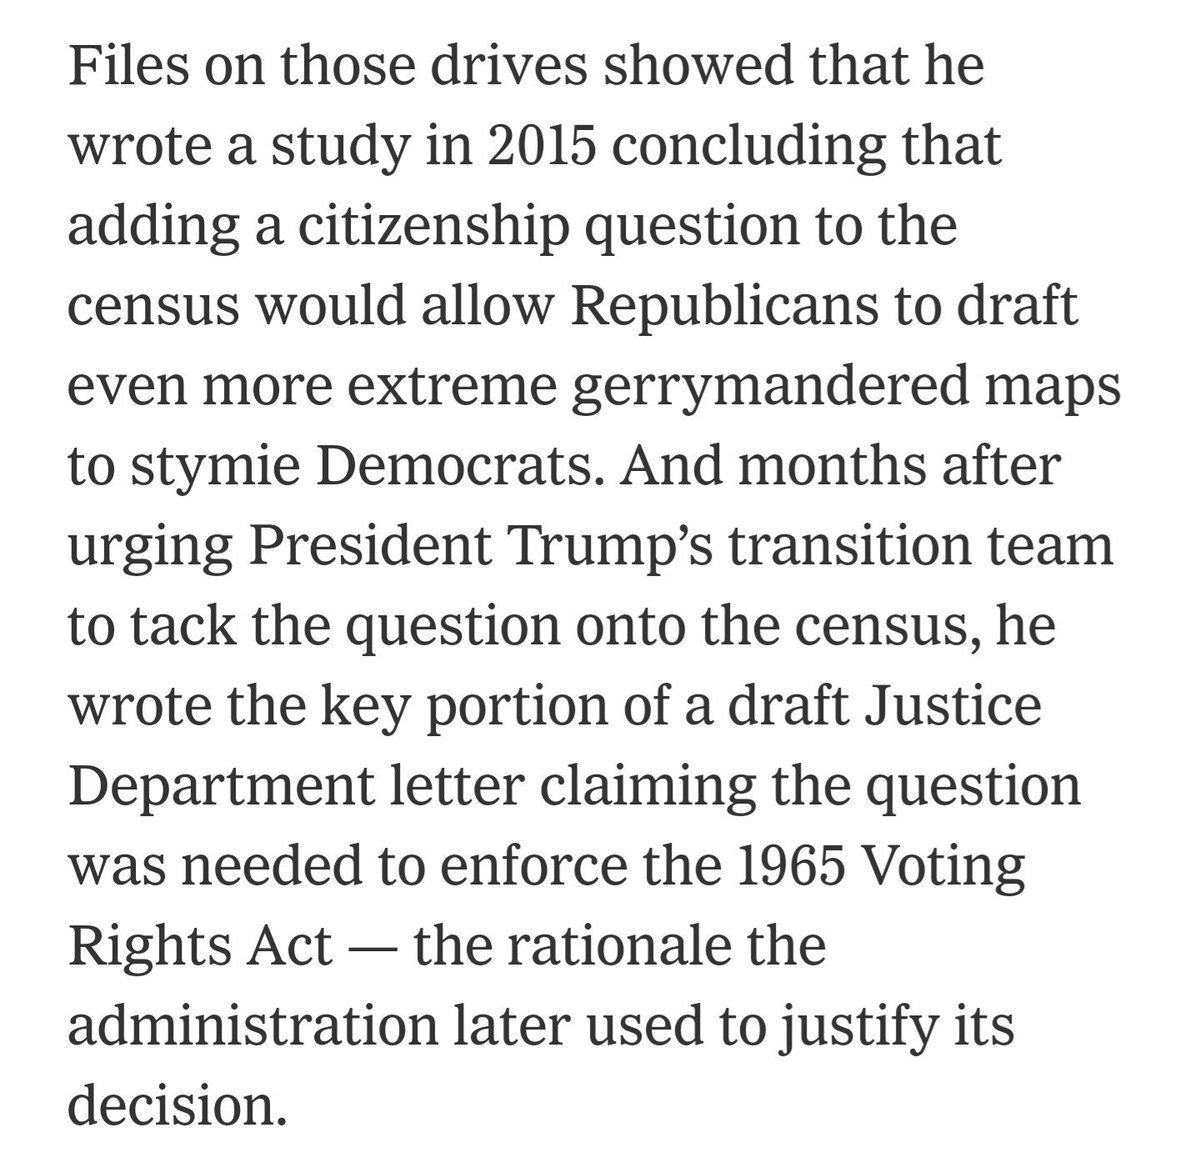 Files on those drives showed that he
wrote a study in 2015 concluding that
adding a citizenship question to the
census would allow Republicans to draft
even more extreme gerrymandered maps
to stymie Democrats. And months after
urging President Trump’s transition team
to tack the question onto the census, he
wrote the key portion of a draft Justice
Department letter claiming the question
was needed to enforce the 1965 Voting
Rights Act — the rationale the
administration later used to justify its
decision.